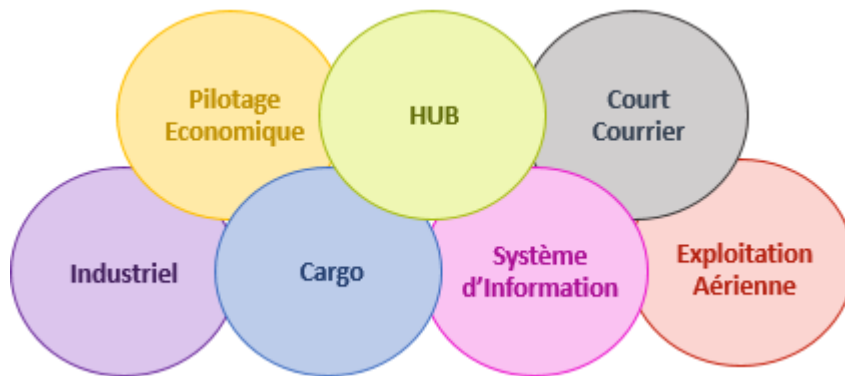 Pilotage
Economique
HUB
Court
Courrier
Industriel
Cargo
Système
d’Information
Exploitation
Aérienne